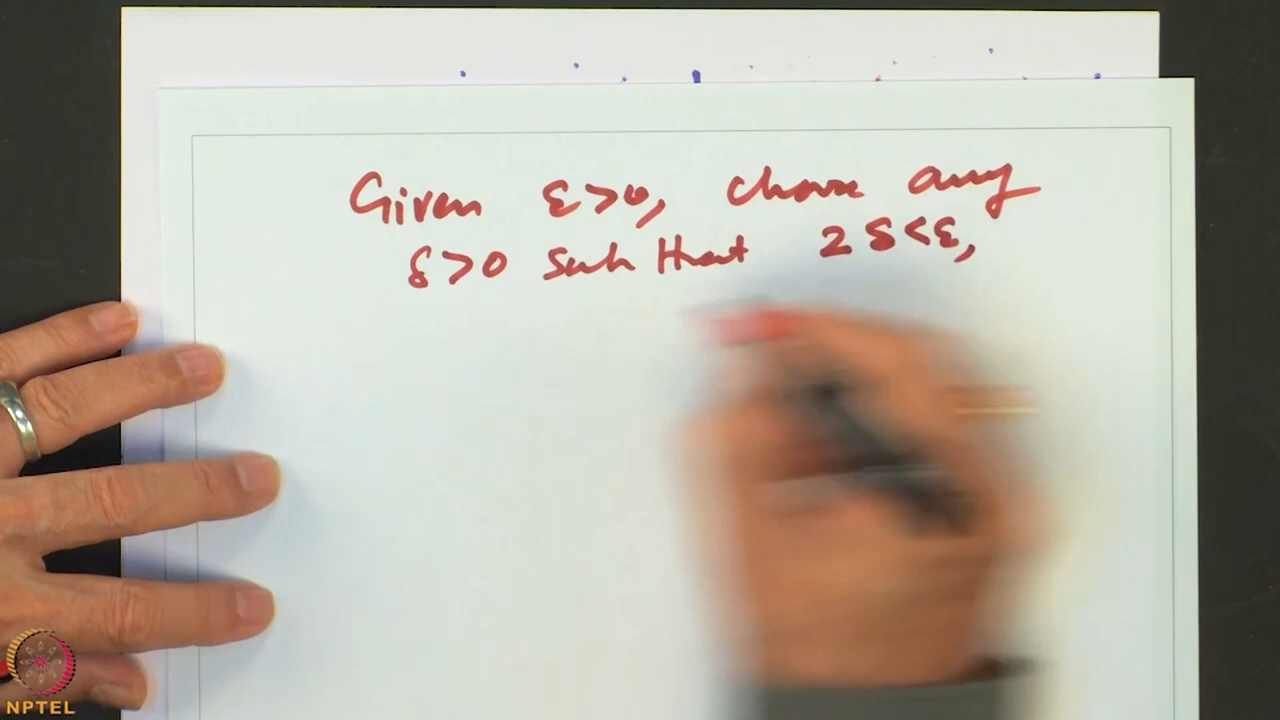 Given ε>0, choose any
δ>0 such that 2δ<ε,
NPTEL